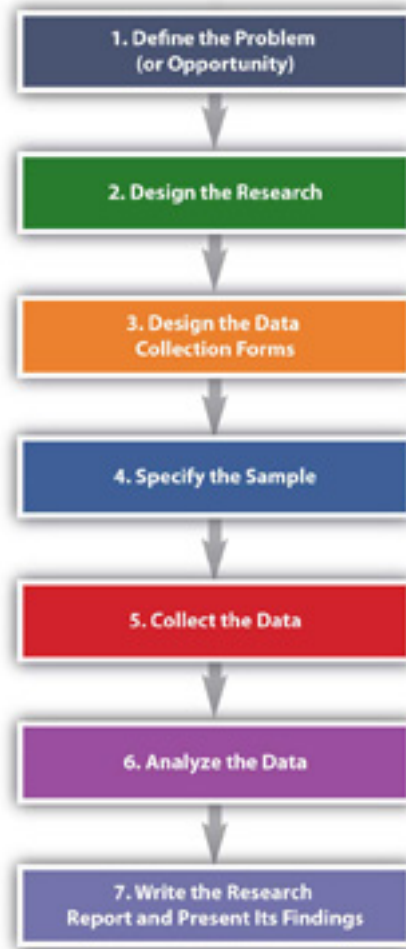 1. Define the Problem
(or Opportunity)
2. Design the Research
3. Design the Data
Collection Forms
4. Specify the Sample
5. Collect the Data
6. Analyze the Data
7. Write the Research
Report and Present Its Findings